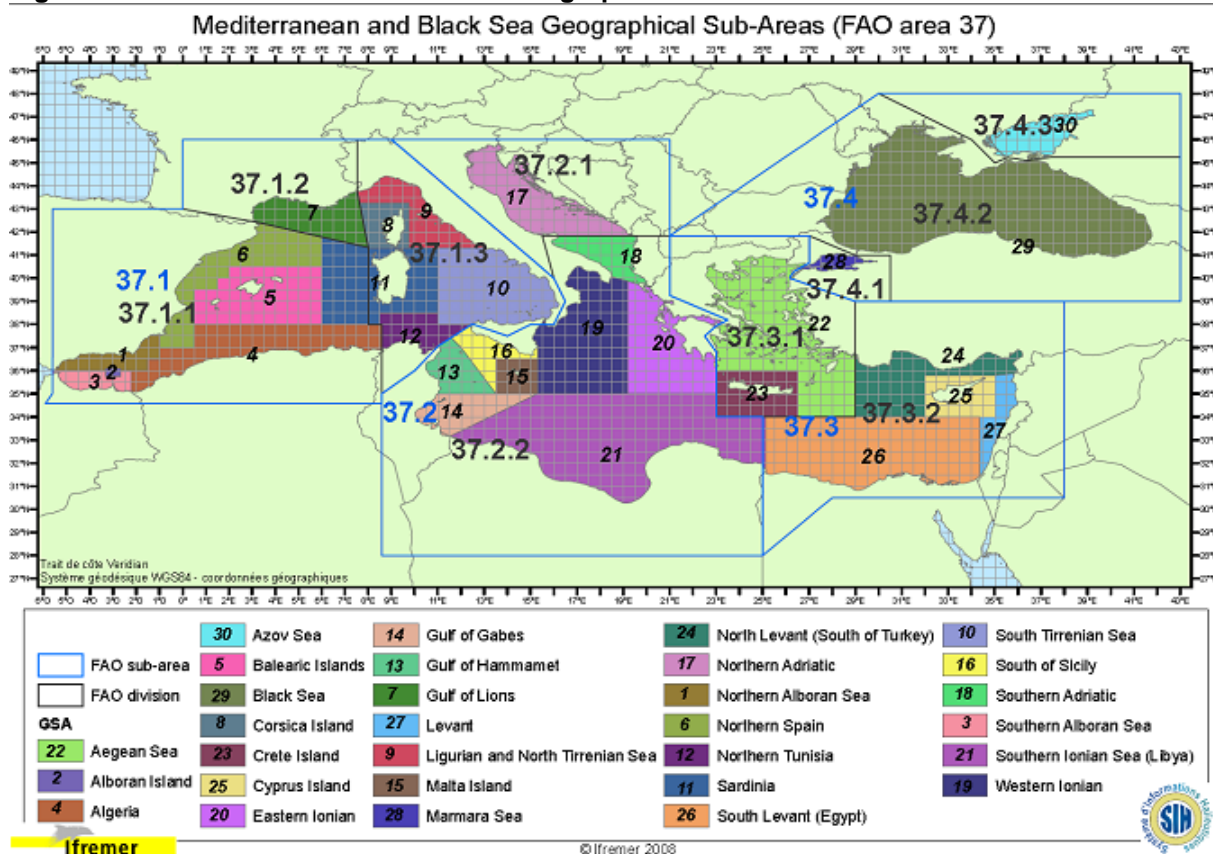 Mediterranean and Black Sea Geographical Sub-Areas (FAO area 37)
37.4.3 30
37.1.2
37.2.1
7
8
9
17
37.4
37.4.2
29
6
37.1.3
18
28
37.1
5
11
10
37.4.1
37.1.1
19
22
20
37.3.1
12
16
1
4
24
2
3
13
15
23
25
37.2
14
37.3
37.3.2
27
37.2.2
21
26
Trait de côte Veridian
Système géodésique WGS84 - coordonnées géographiques
FAO sub-area
FAO division
GSA
22 Aegean Sea
2 Alboran Island
4 Algeria
30 Azov Sea
5 Balearic Islands
29 Black Sea
8 Corsica Island
23 Crete Island
25 Cyprus Island
20 Eastern Ionian
14 Gulf of Gabes
13 Gulf of Hammamet
7 Gulf of Lions
27 Levant
9 Ligurian and North Tirrenian Sea
15 Malta Island
28 Marmara Sea
24 North Levant (South of Turkey)
17 Northern Adriatic
1 Northern Alboran Sea
6 Northern Spain
12 Northern Tunisia
11 Sardinia
26 South Levant (Egypt)
10 South Tirrenian Sea
16 South of Sicily
18 Southern Adriatic
3 Southern Alboran Sea
21 Southern Ionian Sea (Libya)
19 Western Ionian
Ifremer
© Ifremer 2008
SIH
Système d'Informations Halieutiques